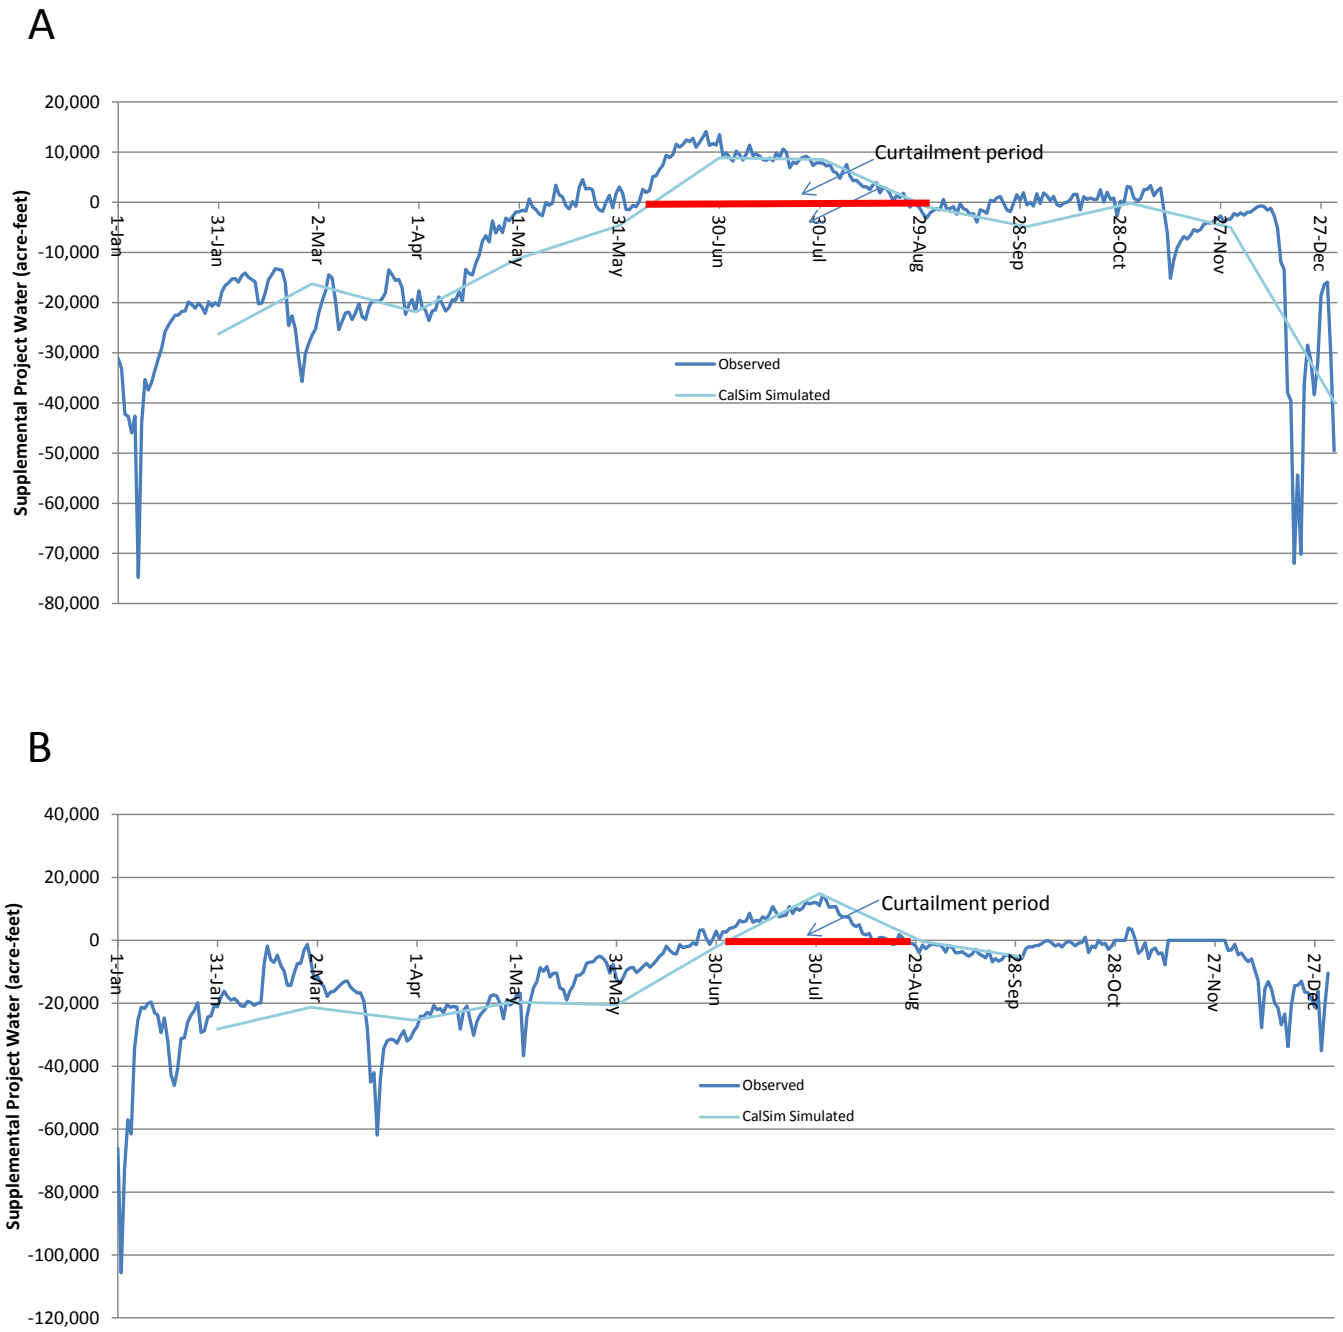 A
20,000
10,000
0
-10,000
-20,000
-30,000
-40,000
-50,000
-60,000
-70,000
-80,000
Supplemental Project Water (acre-feet)
1-Jan
31-Jan
2-Mar
1-Apr
1-May
31-May
30-Jun
30-Jul
29-Aug
28-Sep
28-Oct
27-Nov
27-Dec
Curtailment period
Observed
CalSim Simulated
B
40,000
20,000
0
-20,000
-40,000
-60,000
-80,000
-100,000
-120,000
Supplemental Project Water (acre-feet)
1-Jan
31-Jan
2-Mar
1-Apr
1-May
31-May
30-Jun
30-Jul
29-Aug
28-Sep
28-Oct
27-Nov
27-Dec
Curtailment period
Observed
CalSim Simulated